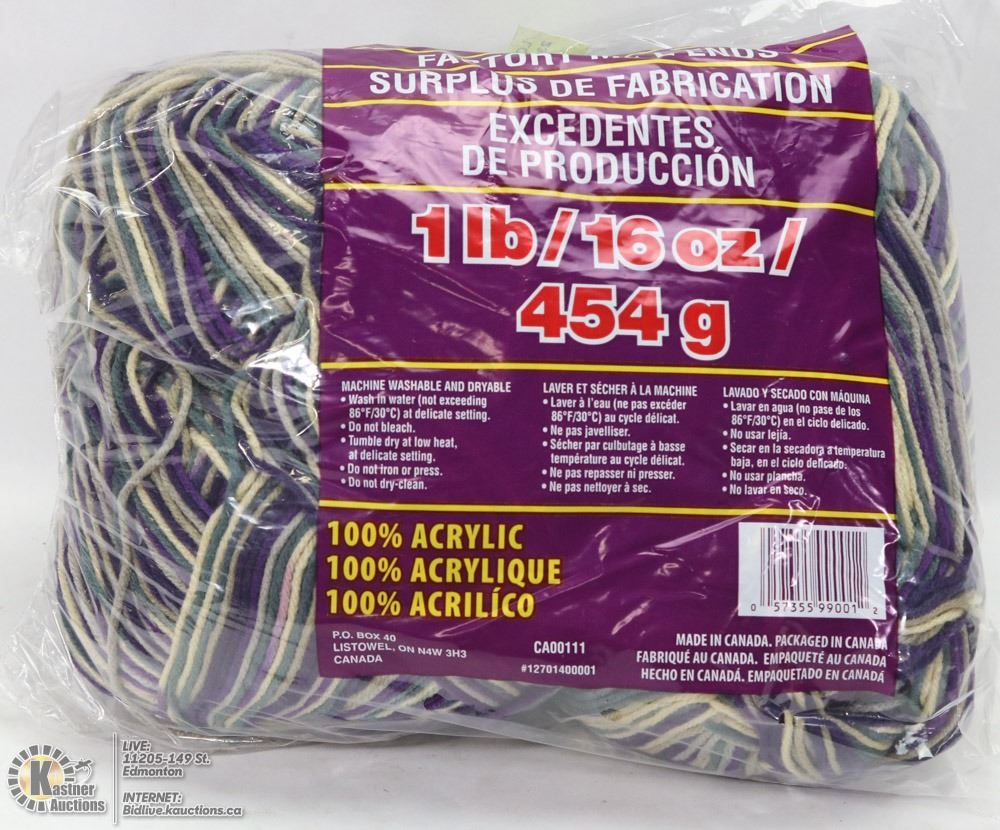 FACTORY ENDS
SURPLUS DE FABRICATION
EXCEDENTES
DE PRODUCCIÓN
1 lb / 16 oz /
454 g
MACHINE WASHABLE AND DRYABLE
• Wash in water (not exceeding
86°F/30°C) at delicate setting.
• Do not bleach.
• Tumble dry at low heat,
at delicate setting.
• Do not iron or press.
• Do not dry-clean.
LAVER ET SÉCHER À LA MACHINE
• Laver à l'eau (ne pas excéder
86°F/30°C) au cycle délicat.
• Ne pas javelliser.
• Sécher par culbutage à basse
température au cycle délicat.
• Ne pas repasser ni presser.
• Ne pas nettoyer à sec.
LAVADO Y SECADO CON MÁQUINA
• Lavar en agua (no pase de los
86°F/30°C) en el ciclo delicado.
• No usar lejía.
• Secar en la secadora a temperatura
baja, en el ciclo delicado.
• No usar plancha.
• No lavar en seco.
100% ACRYLIC
100% ACRYLIQUE
100% ACRILÍCO
0 57355 99001 2
P.O. BOX 40
LISTOWEL, ON N4W 3H3
CANADA
CA00111
#12701400001
MADE IN CANADA. PACKAGED IN CANADA
FABRIQUÉ AU CANADA. EMPAQUETÉ AU CANADA
HECHO EN CANADÁ. EMPAQUETADO EN CANADÁ
Kastner
Auctions
LIVE:
11205-149 St.
Edmonton
INTERNET:
Bidlive.kauctions.ca